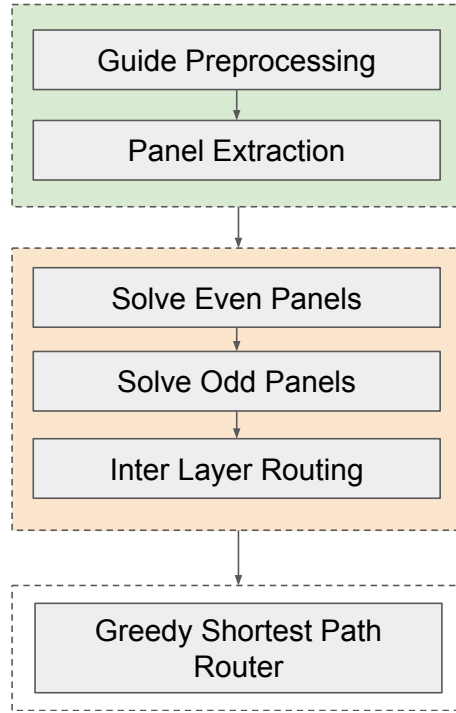 Guide Preprocessing
Panel Extraction
Solve Even Panels
Solve Odd Panels
Inter Layer Routing
Greedy Shortest Path
Router